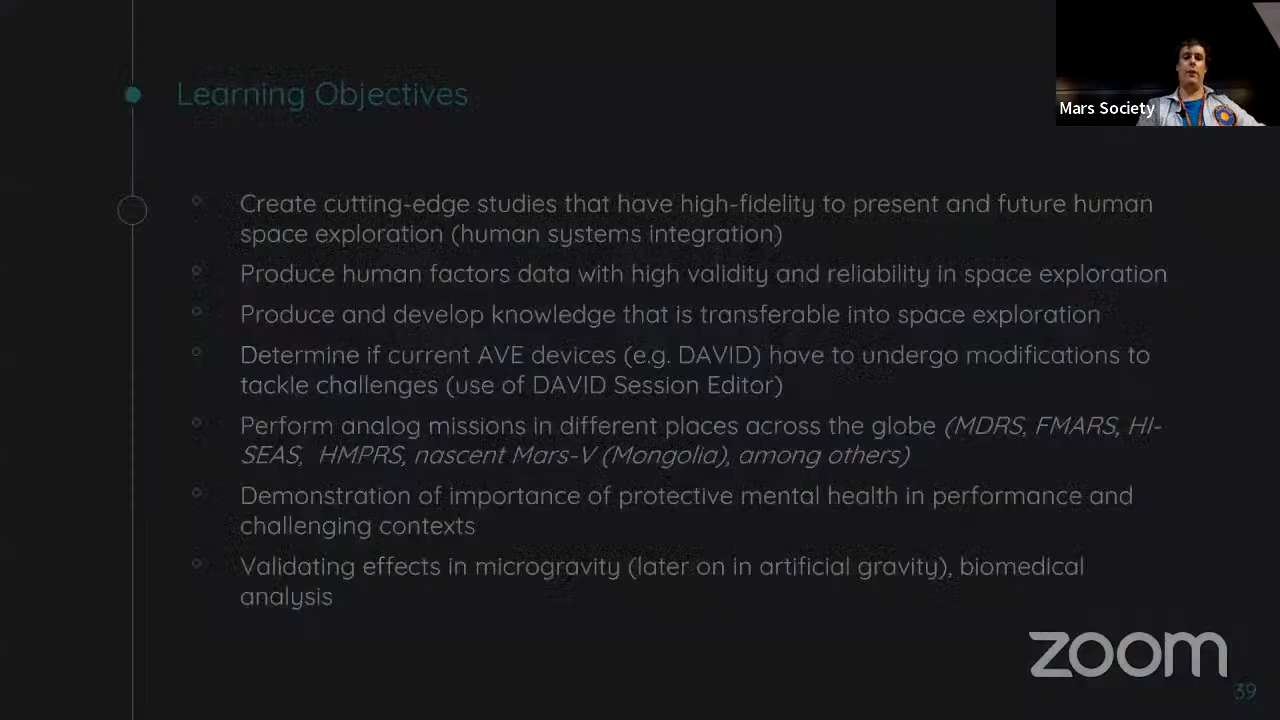 Learning Objectives
Mars Society
Create cutting-edge studies that have high-fidelity to present and future human
space exploration (human systems integration)
Produce human factors data with high validity and reliability in space exploration
Produce and develop knowledge that is transferable into space exploration
Determine if current AVE devices (e.g. DAVID) have to undergo modifications to
tackle challenges (use of DAVID Session Editor)
Perform analog missions in different places across the globe (MDRS, FMARS, HI-
SEAS, HMPRS, nascent Mars-V (Mongolia), among others)
Demonstration of importance of protective mental health in performance and
challenging contexts
Validating effects in microgravity (later on in artificial gravity), biomedical
analysis
zoom
39